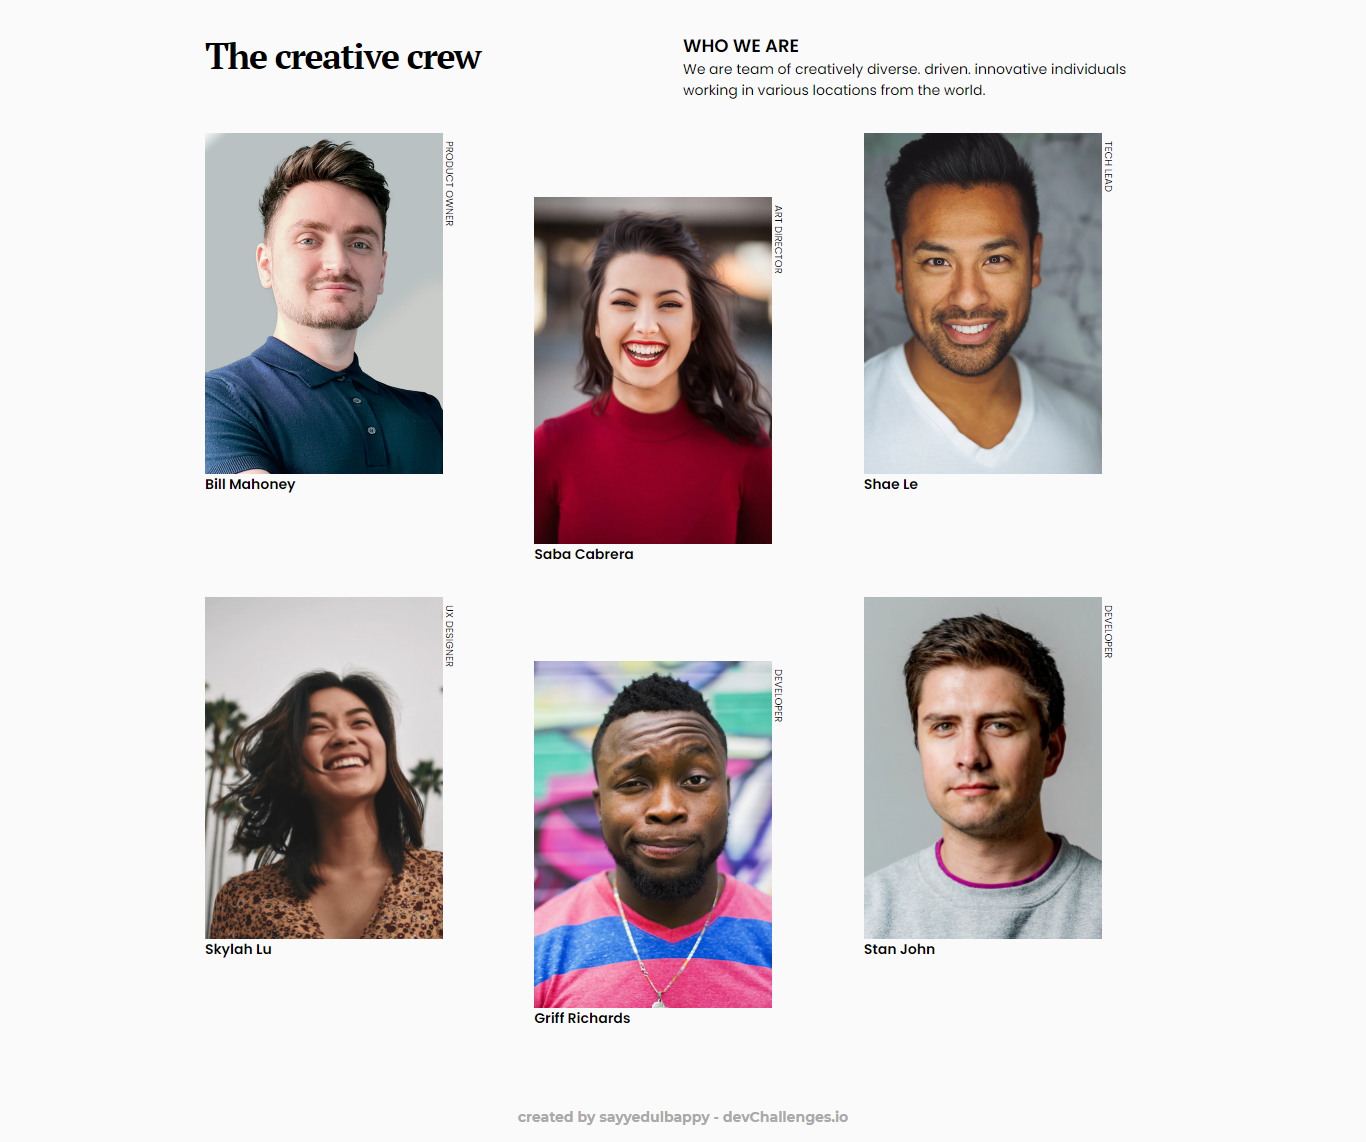 The creative crew
WHO WE ARE
We are team of creatively diverse. driven. innovative individuals
working in various locations from the world.
PRODUCT OWNER
Bill Mahoney
ART DIRECTOR
Saba Cabrera
TECH LEAD
Shae Le
UX DESIGNER
Skylah Lu
DEVELOPER
Griff Richards
DEVELOPER
Stan John
created by sayyedulbappy - devChallenges.io